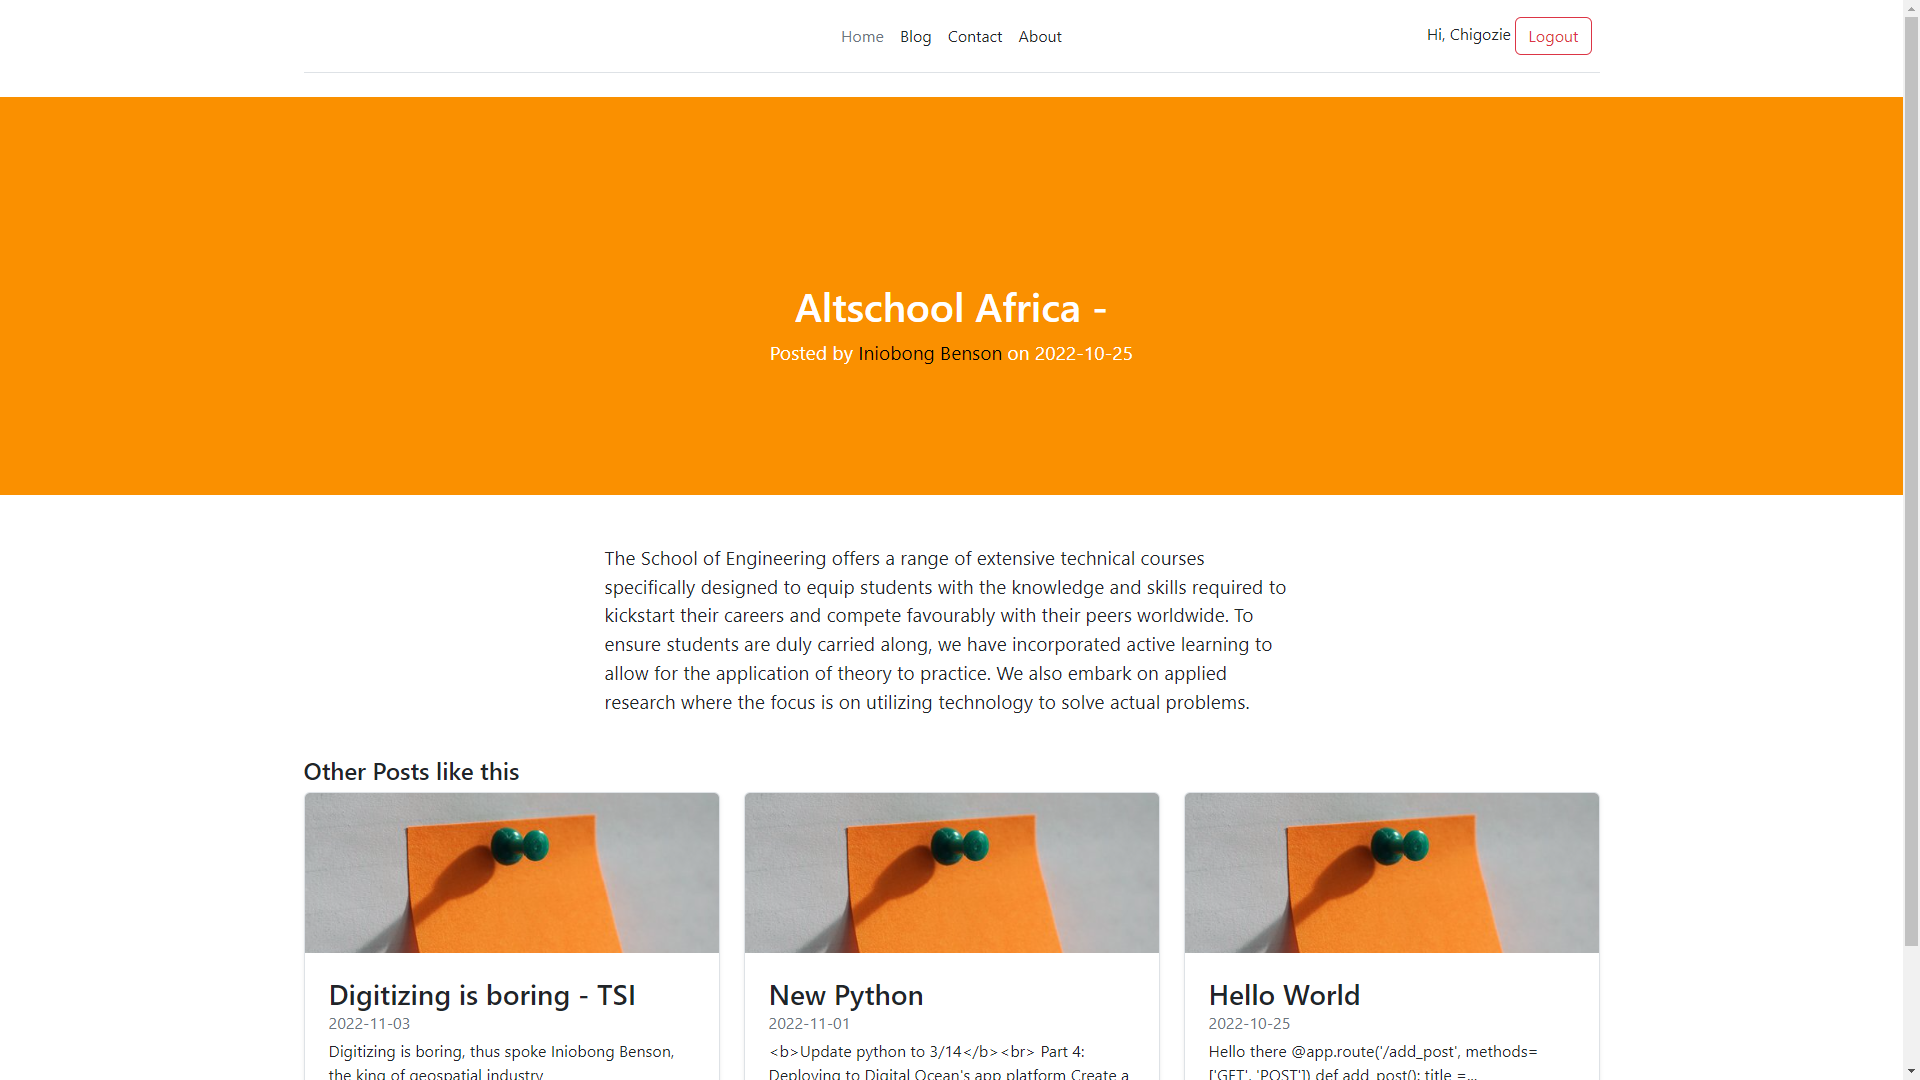 Home Blog Contact About
Hi, Chigozie Logout
Altschool Africa -
Posted by Iniobong Benson on 2022-10-25
The School of Engineering offers a range of extensive technical courses
specifically designed to equip students with the knowledge and skills required to
kickstart their careers and compete favourably with their peers worldwide. To
ensure students are duly carried along, we have incorporated active learning to
allow for the application of theory to practice. We also embark on applied
research where the focus is on utilizing technology to solve actual problems.
Other Posts like this
Digitizing is boring - TSI
2022-11-03
Digitizing is boring, thus spoke Iniobong Benson,
the king of geospatial industry
New Python
2022-11-01
<b>Update python to 3/14</b><br> Part 4:
Deploying to Digital Ocean's app platform Create a
Hello World
2022-10-25
Hello there @app.route('/add_post', methods=
['GET', 'POST']) def add_post(): title =...